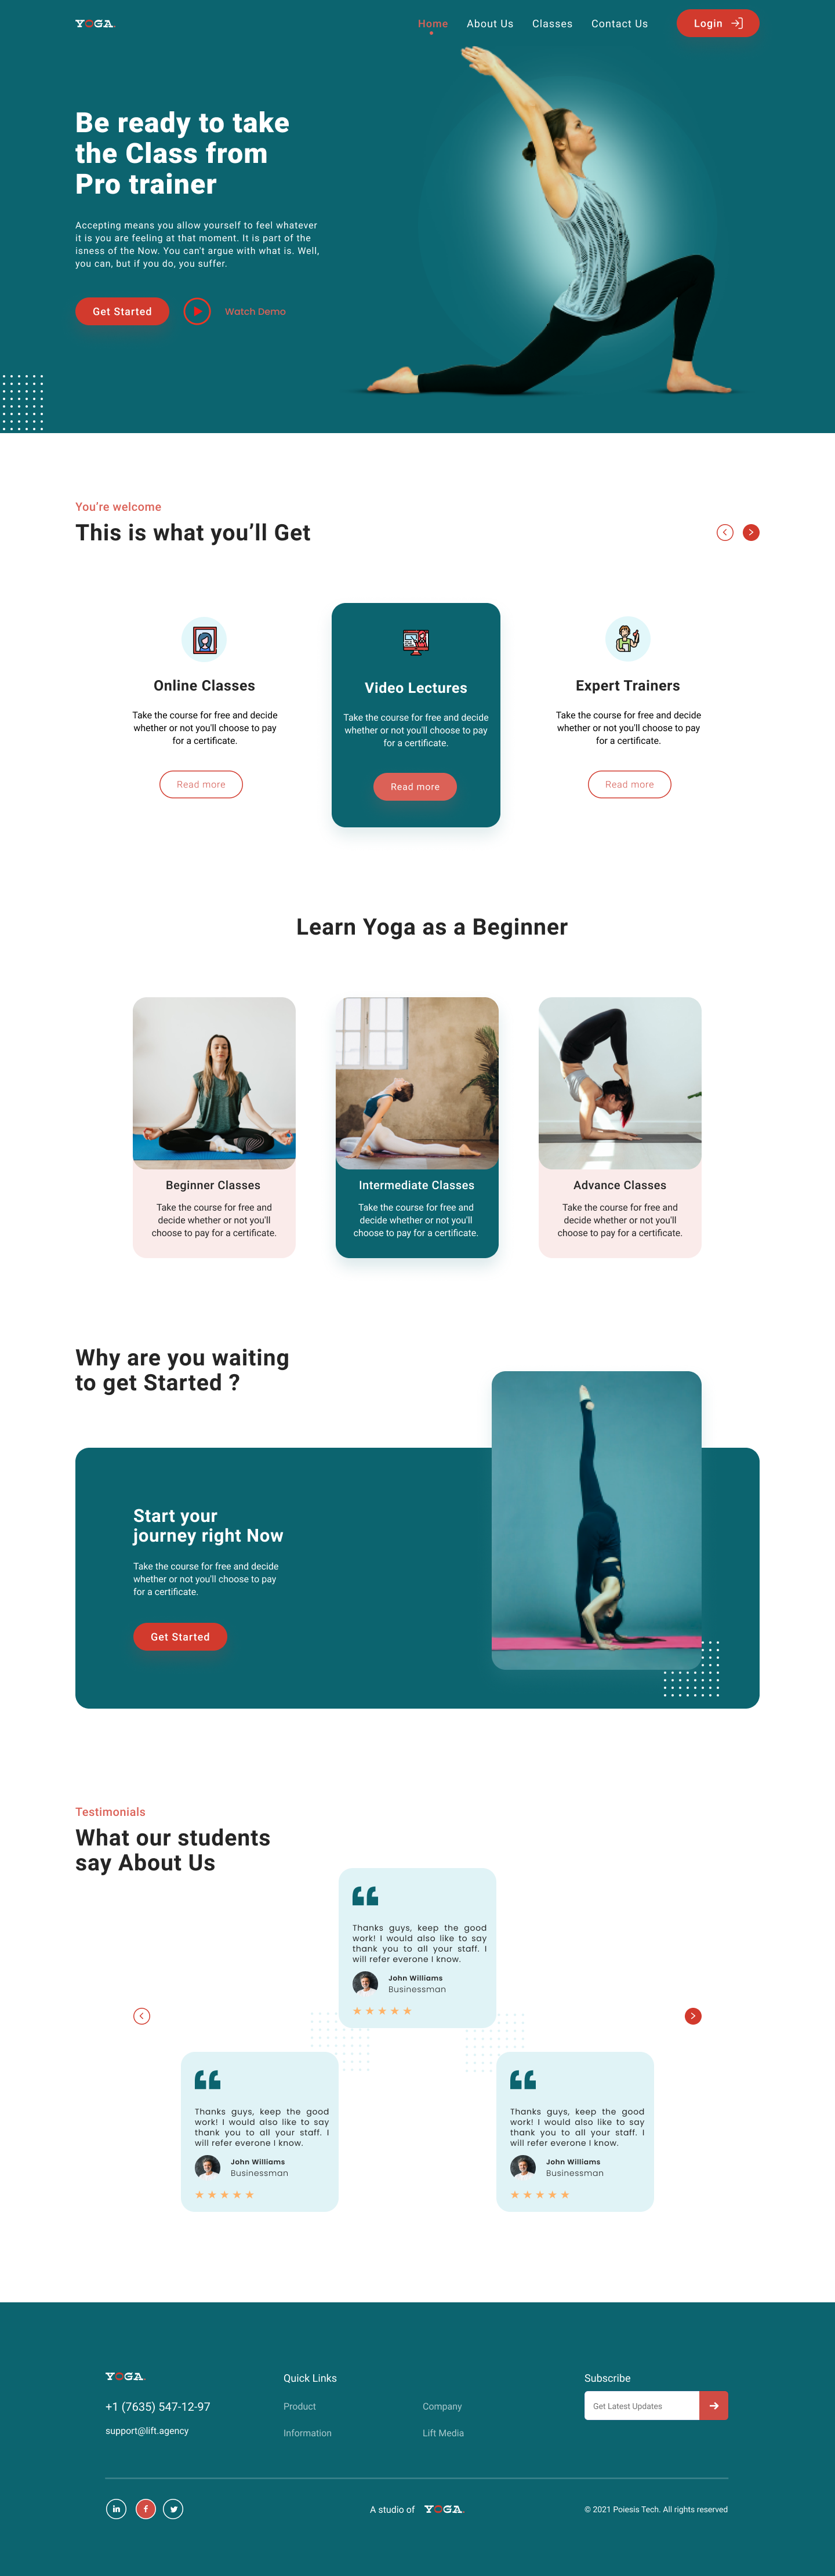 YOGA.
Home
About Us
Classes
Contact Us
Login
Be ready to take
the Class from
Pro trainer
Accepting means you allow yourself to feel whatever
it is you are feeling at that moment. It is part of the
isness of the Now. You can't argue with what is. Well,
you can, but if you do, you suffer.
Get Started
Watch Demo
You're welcome
This is what you'll Get
Online Classes
Take the course for free and decide
whether or not you'll choose to pay
for a certificate.
Read more
Video Lectures
Take the course for free and decide
whether or not you'll choose to pay
for a certificate.
Read more
Expert Trainers
Take the course for free and decide
whether or not you'll choose to pay
for a certificate.
Read more
Learn Yoga as a Beginner
Beginner Classes
Take the course for free and
decide whether or not you'll
choose to pay for a certificate.
Intermediate Classes
Take the course for free and
decide whether or not you'll
choose to pay for a certificate.
Advance Classes
Take the course for free and
decide whether or not you'll
choose to pay for a certificate.
Why are you waiting
to get Started ?
Start your
journey right Now
Take the course for free and decide
whether or not you'll choose to pay
for a certificate.
Get Started
Testimonials
What our students
say About Us
Thanks guys, keep the good
work! I would also like to say
thank you to all your staff. I
will refer everone I know.
John Williams
Businessman
Thanks guys, keep the good
work! I would also like to say
thank you to all your staff. I
will refer everone I know.
John Williams
Businessman
Thanks guys, keep the good
work! I would also like to say
thank you to all your staff. I
will refer everone I know.
John Williams
Businessman
YOGA.
+1 (7635) 547-12-97
support@lift.agency
Quick Links
Product
Company
Information
Lift Media
Subscribe
Get Latest Updates
in
f
A studio of YOGA.
© 2021 Poiesis Tech. All rights reserved